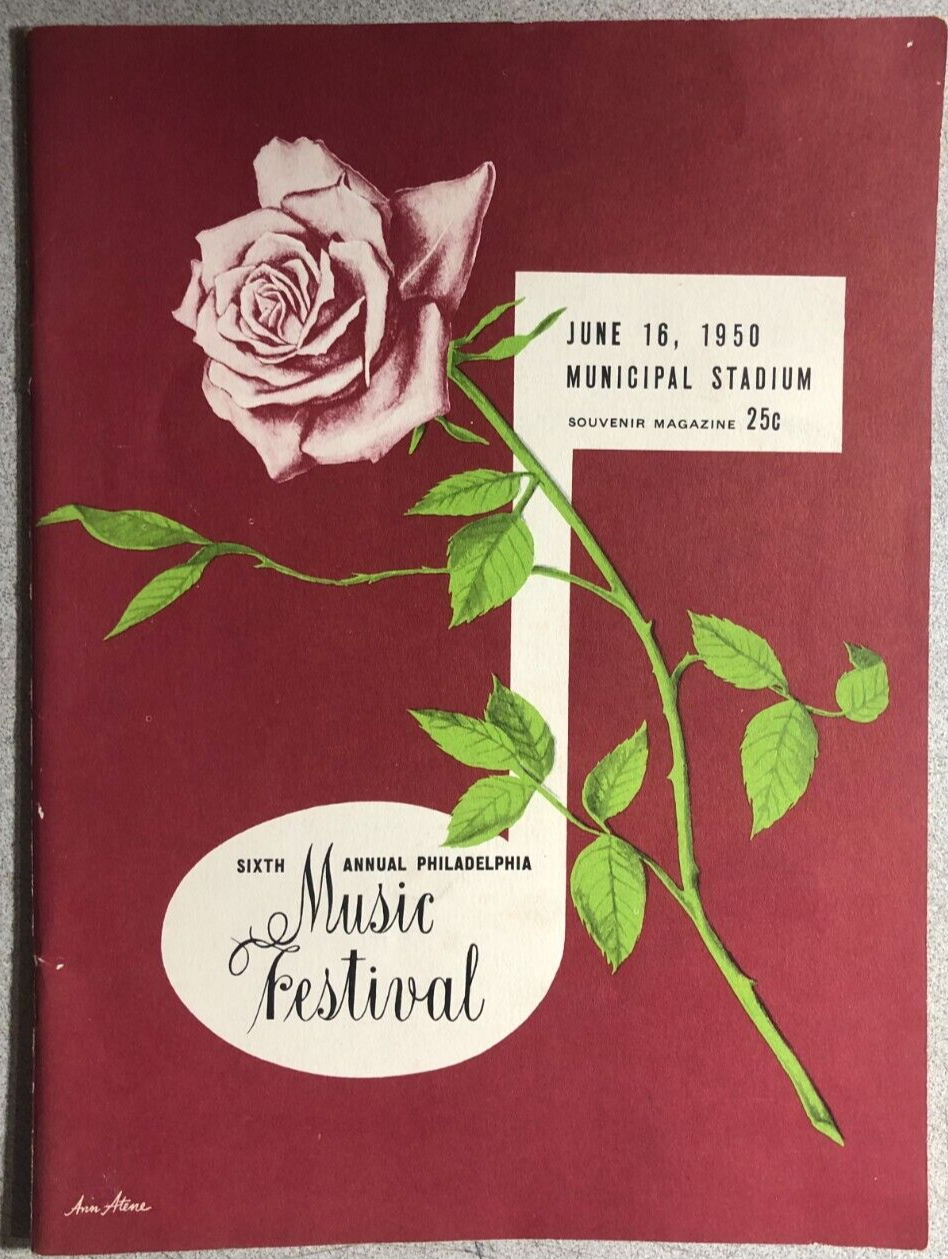 JUNE 16, 1950
MUNICIPAL STADIUM
SOUVENIR MAGAZINE 25c
SIXTH ANNUAL PHILADELPHIA
Music
Festival
Ann Atene